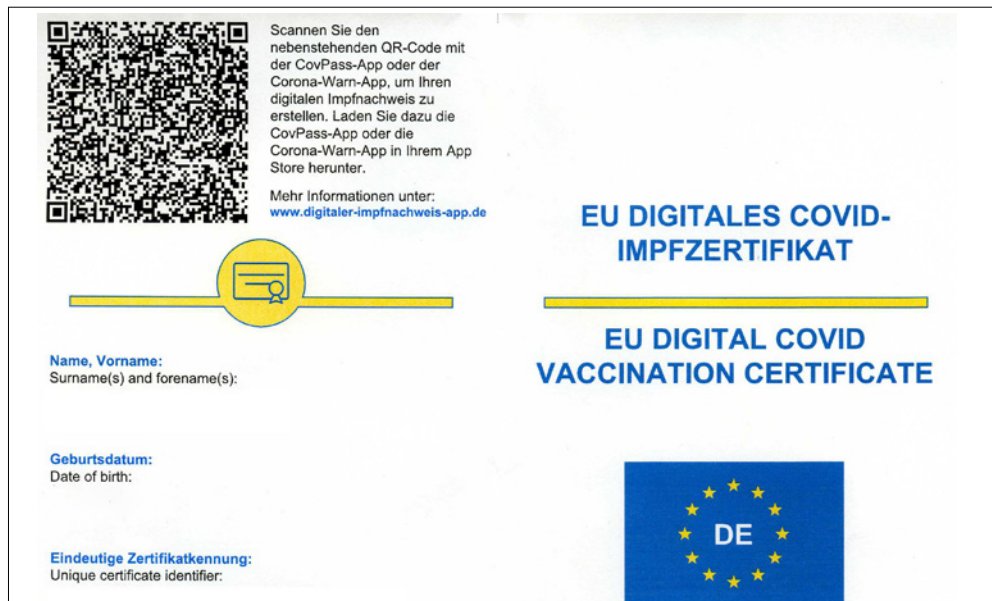 Scannen Sie den
nebenstehenden QR-Code mit
der CovPass-App oder der
Corona-Warn-App, um Ihren
digitalen Impfnachweis zu
erstellen. Laden Sie dazu die
CovPass-App oder die
Corona-Warn-App in Ihrem App
Store herunter.
Mehr Informationen unter:
www.digitaler-impfnachweis-app.de
Name, Vorname:
Surname(s) and forename(s):
Geburtsdatum:
Date of birth:
Eindeutige Zertifikatkennung:
Unique certificate identifier:
EU DIGITALES COVID-
IMPFZERTIFIKAT
EU DIGITAL COVID
VACCINATION CERTIFICATE
DE